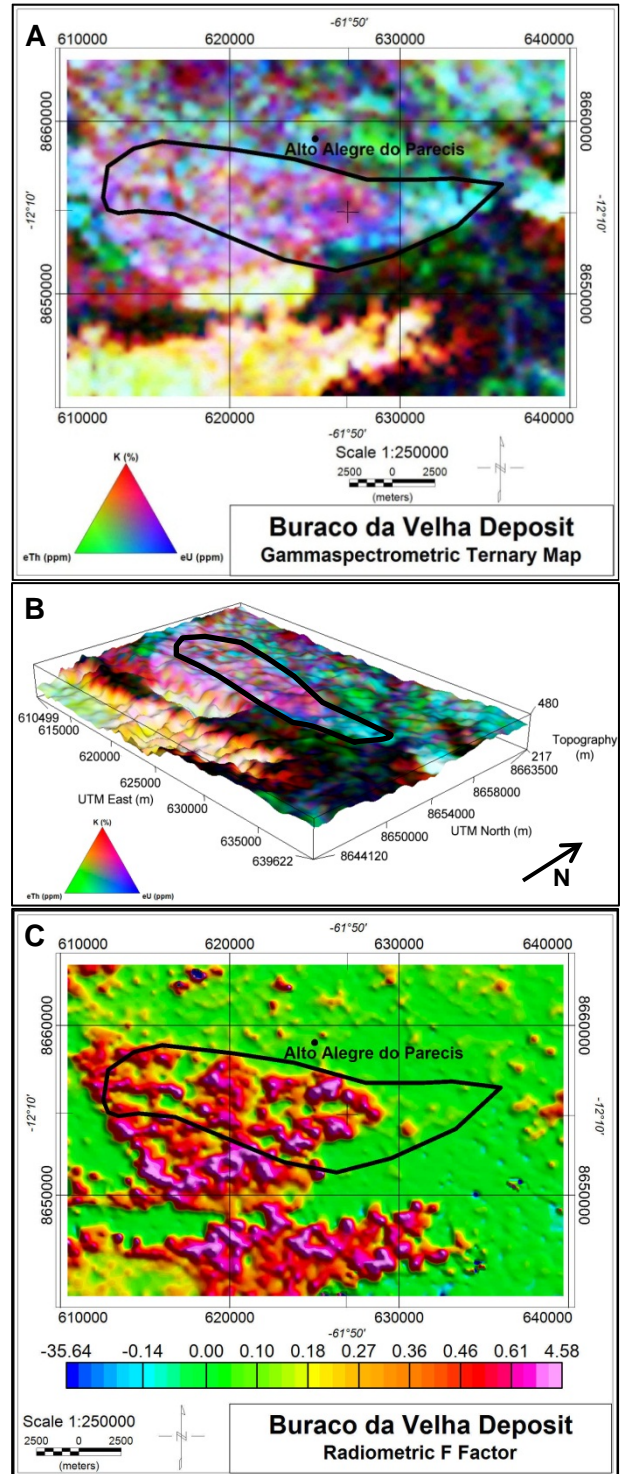 A
-61°50'
610000 620000 630000 640000
8660000 8660000
Alto Alegre do Parecis
-12°10' -12°10'
8650000 8650000
610000 620000 630000 640000
-61°50'
Scale 1:250000
2500 0 2500
(meters)
N
K (%)
eTh (ppm) eU (ppm)
Buraco da Velha Deposit
Gammaspectrometric Ternary Map
B
480
Topography
217 (m)
8663500
8658000
8654000
UTM North (m)
8650000
8644120
610499
615000
620000
UTM East (m)
625000
630000
635000
639622
K (%)
eTh (ppm) eU (ppm)
N
C
-61°50'
610000 620000 630000 640000
8660000 8660000
Alto Alegre do Parecis
-12°10' -12°10'
8650000 8650000
610000 620000 630000 640000
-61°50'
-35.64 -0.14 0.00 0.10 0.18 0.27 0.36 0.46 0.61 4.58
Scale 1:250000
2500 0 2500
(meters)
N
Buraco da Velha Deposit
Radiometric F Factor